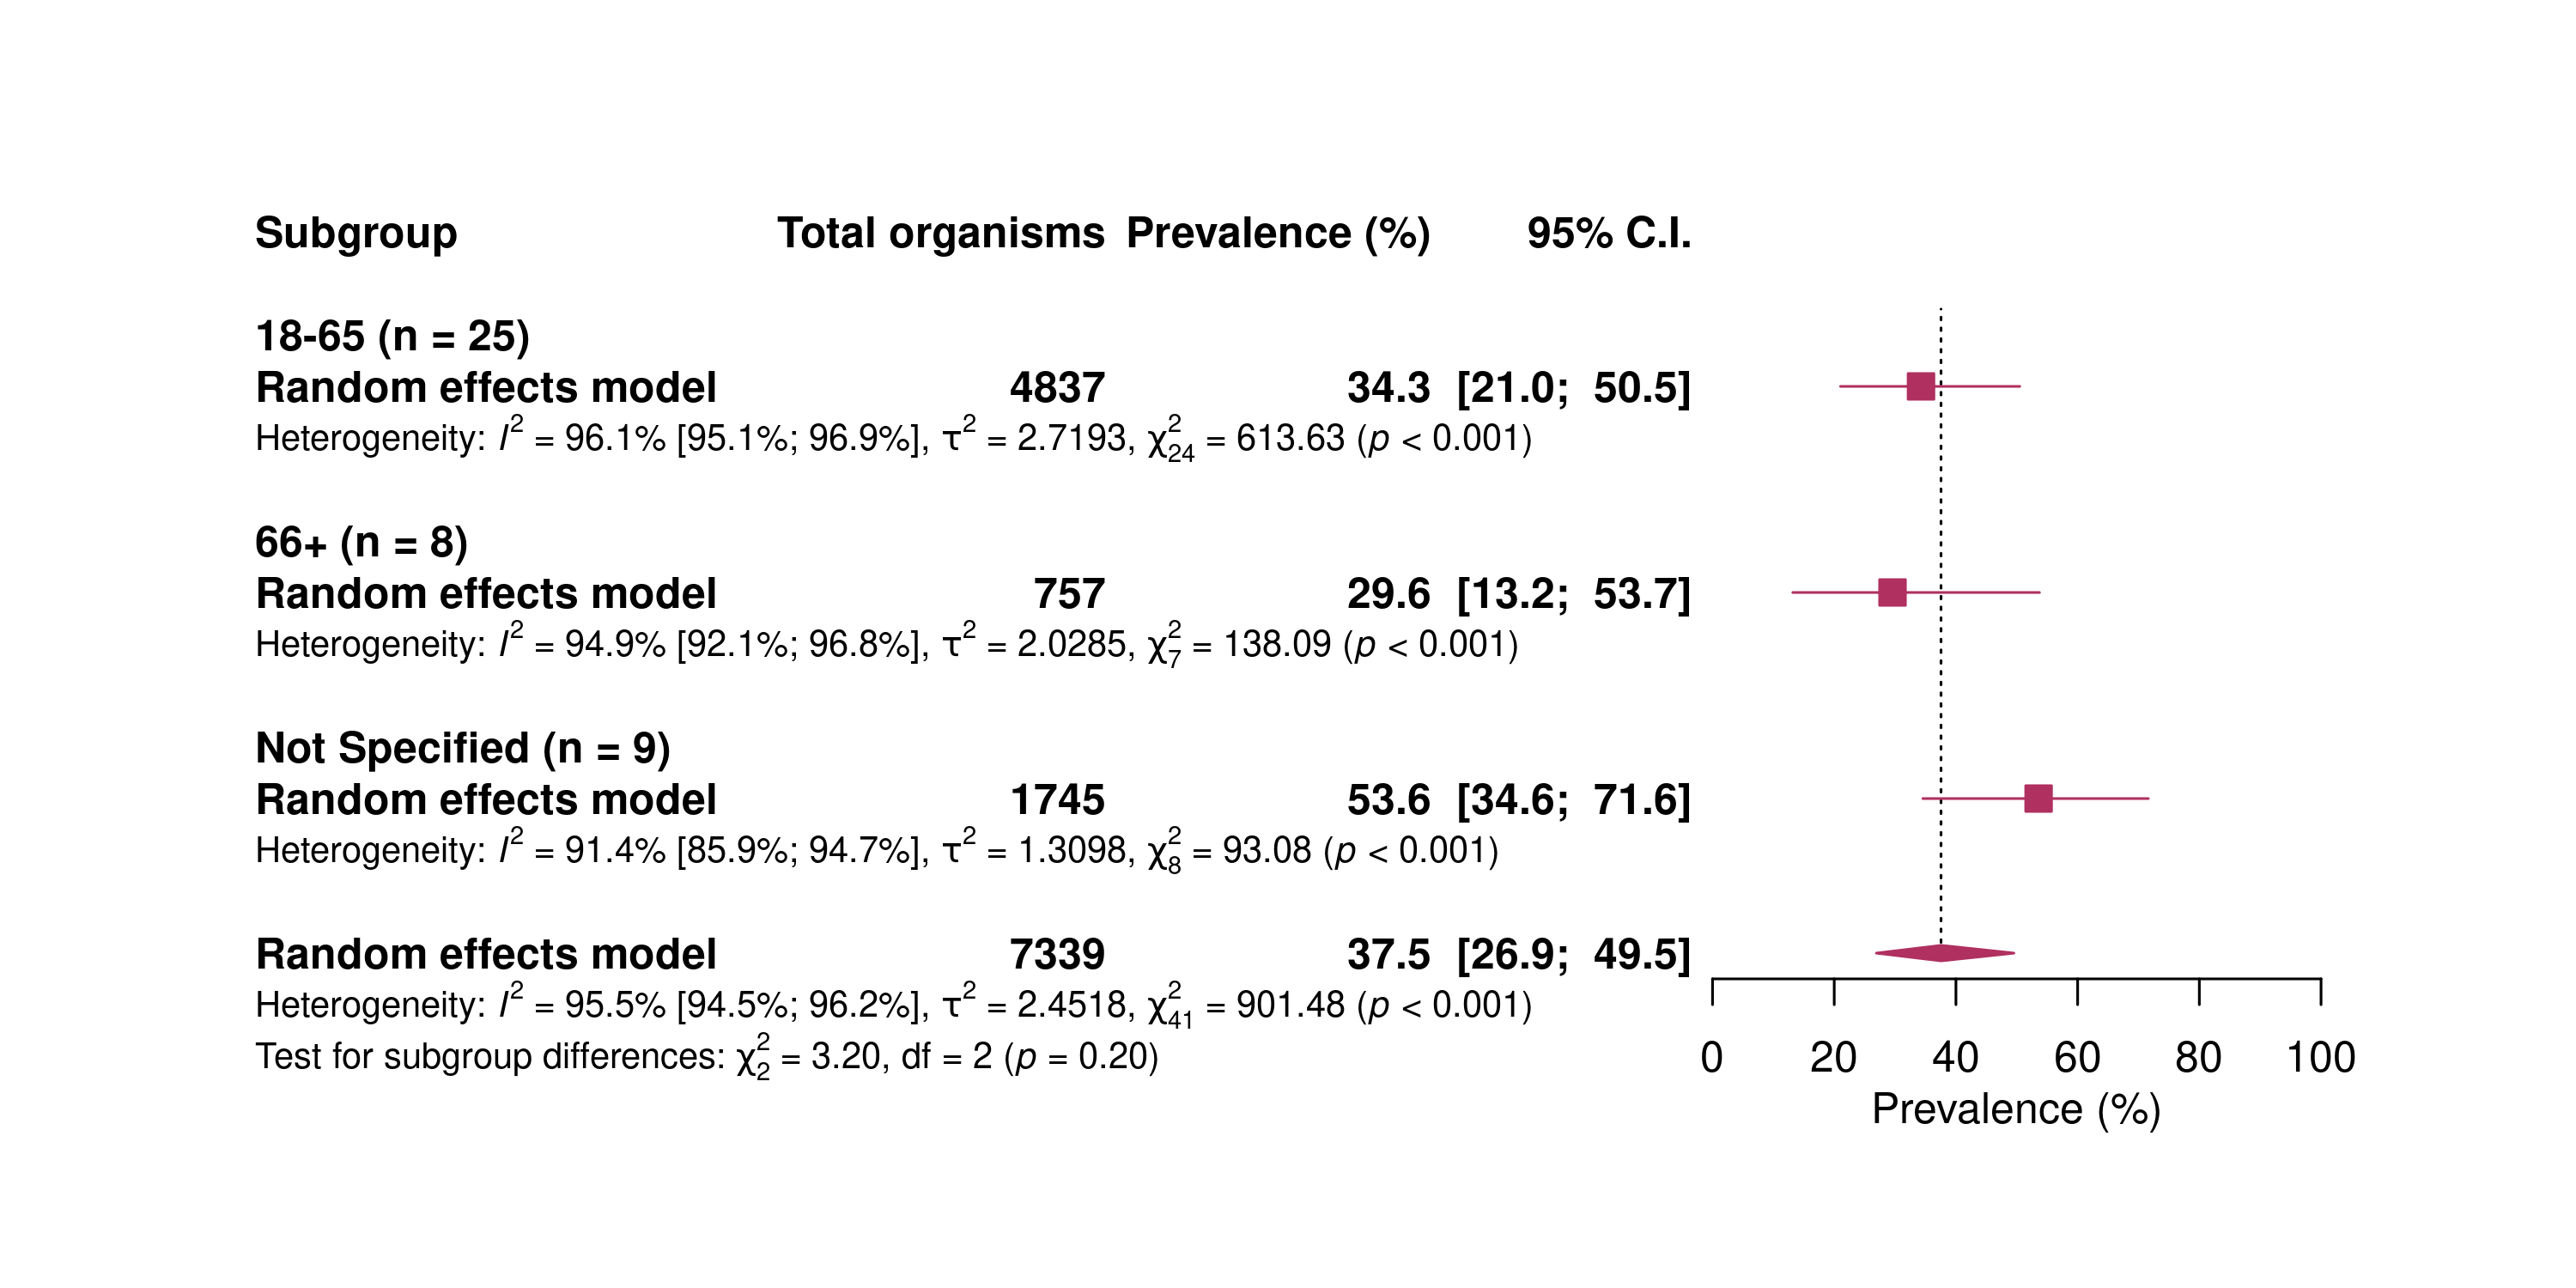 Subgroup Total organisms Prevalence (%) 95% C.I.
18-65 (n = 25)
Random effects model 4837 34.3 [21.0; 50.5]
Heterogeneity: I² = 96.1% [95.1%; 96.9%], τ² = 2.7193, χ²₂₄ = 613.63 (p < 0.001)
66+ (n = 8)
Random effects model 757 29.6 [13.2; 53.7]
Heterogeneity: I² = 94.9% [92.1%; 96.8%], τ² = 2.0285, χ²₇ = 138.09 (p < 0.001)
Not Specified (n = 9)
Random effects model 1745 53.6 [34.6; 71.6]
Heterogeneity: I² = 91.4% [85.9%; 94.7%], τ² = 1.3098, χ²₈ = 93.08 (p < 0.001)
Random effects model 7339 37.5 [26.9; 49.5]
Heterogeneity: I² = 95.5% [94.5%; 96.2%], τ² = 2.4518, χ²₄₁ = 901.48 (p < 0.001)
Test for subgroup differences: χ²₂ = 3.20, df = 2 (p = 0.20)
0 20 40 60 80 100
Prevalence (%)